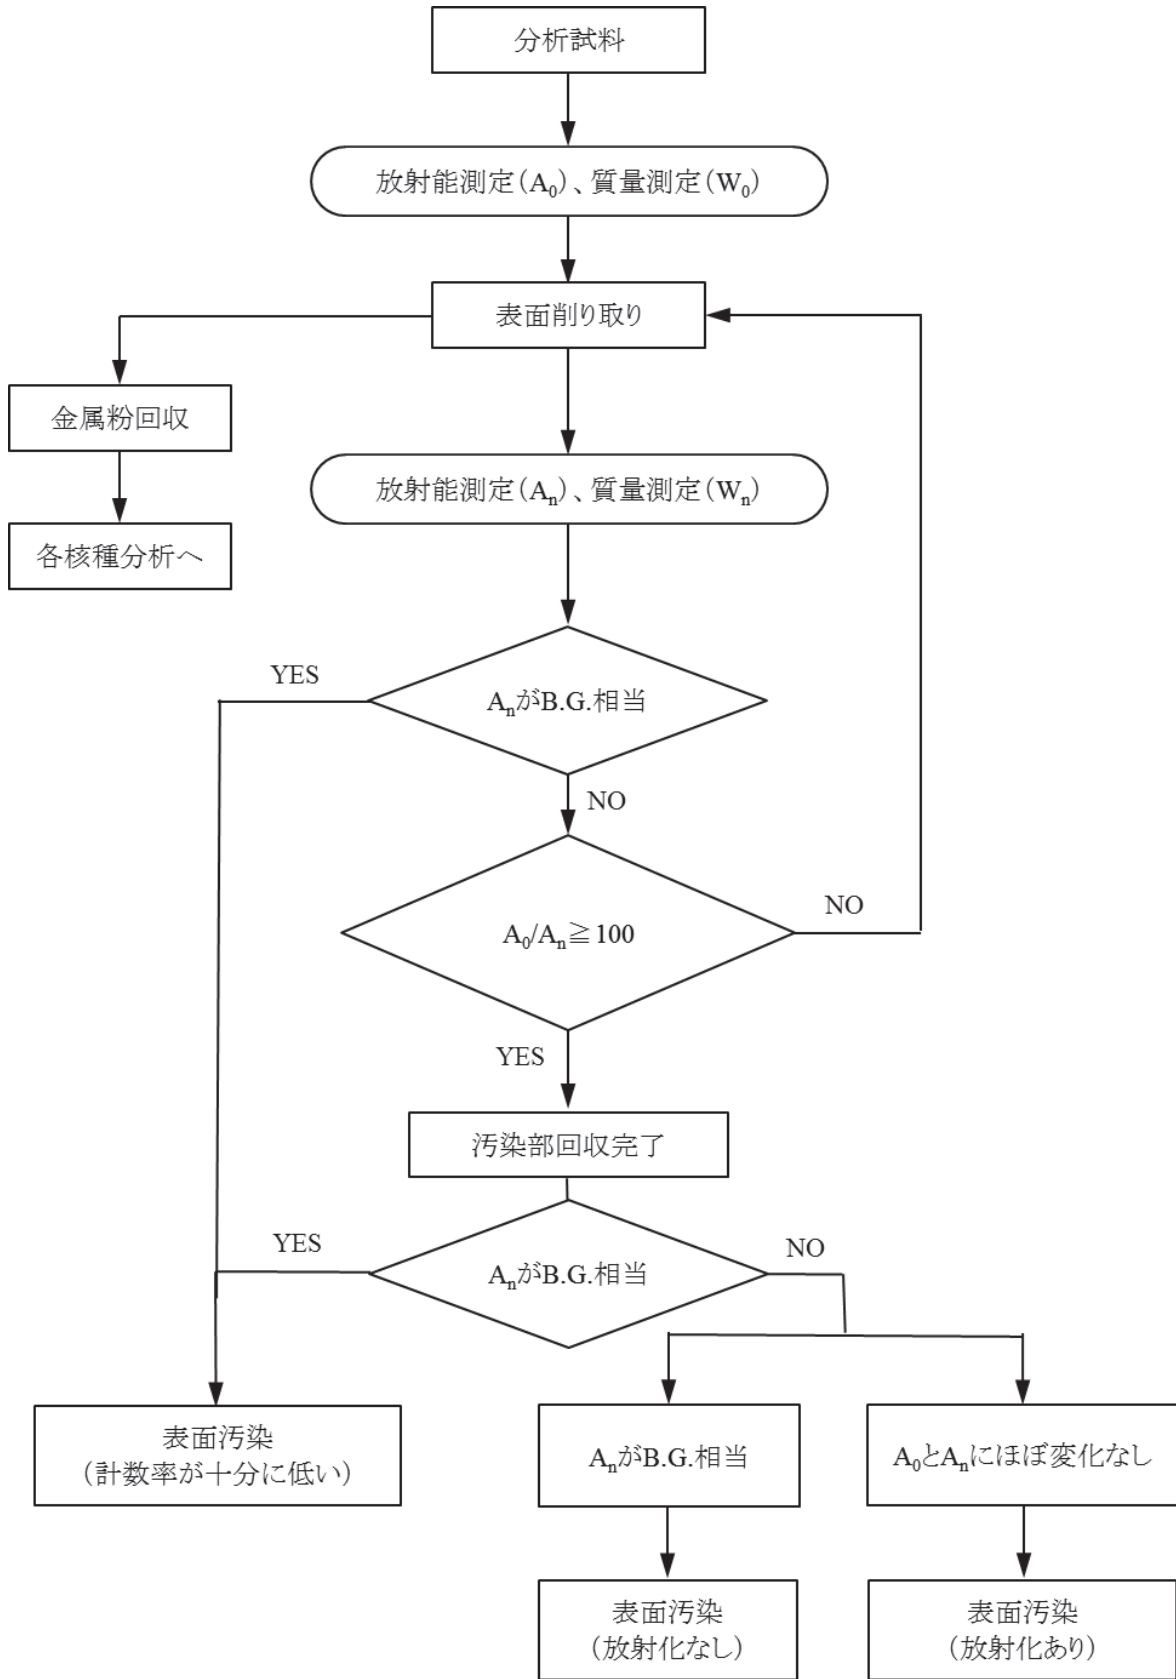 分析試料
放射能測定(A₀)、質量測定(W₀)
表面削り取り
金属粉回収
放射能測定(Aₙ)、質量測定(Wₙ)
各核種分析へ
YES
AₙがB.G.相当
NO
A₀/Aₙ≧100
NO
YES
汚染部回収完了
YES
AₙがB.G.相当
NO
表面汚染
(計数率が十分に低い)
AₙがB.G.相当
A₀とAₙにほぼ変化なし
表面汚染
(放射化なし)
表面汚染
(放射化あり)